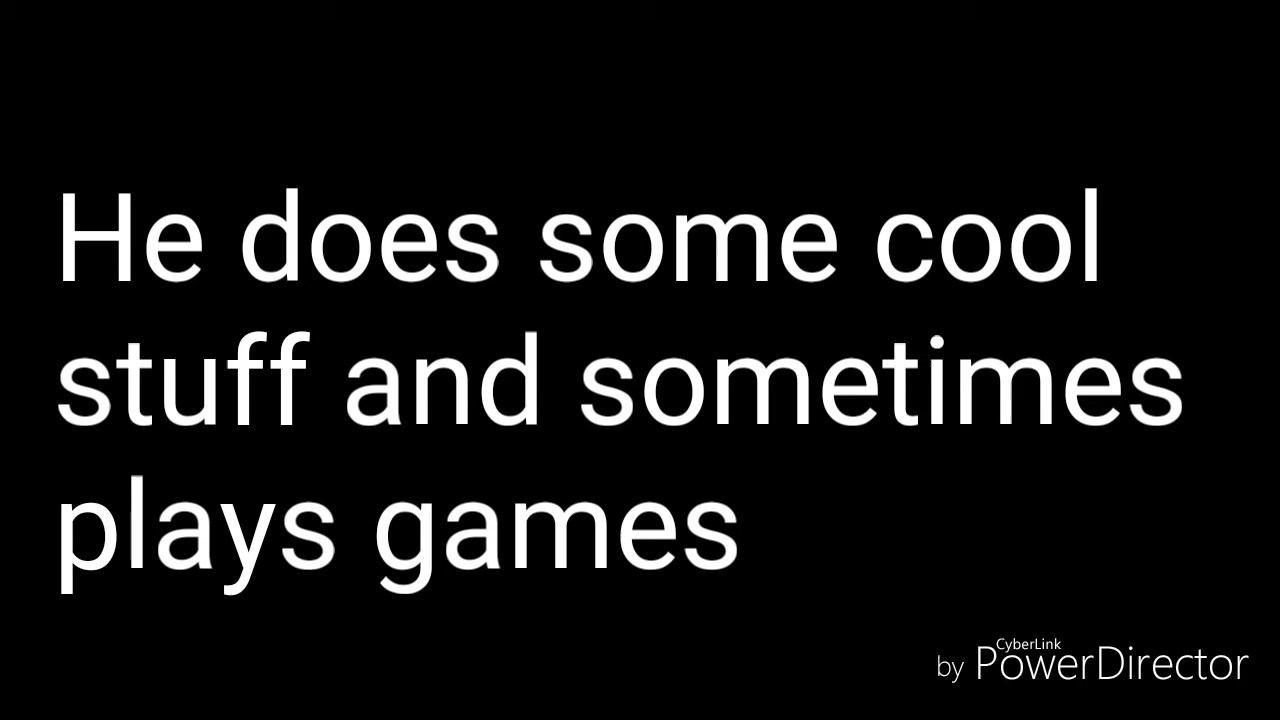 He does some cool
stuff and sometimes
plays games
CyberLink
by PowerDirector